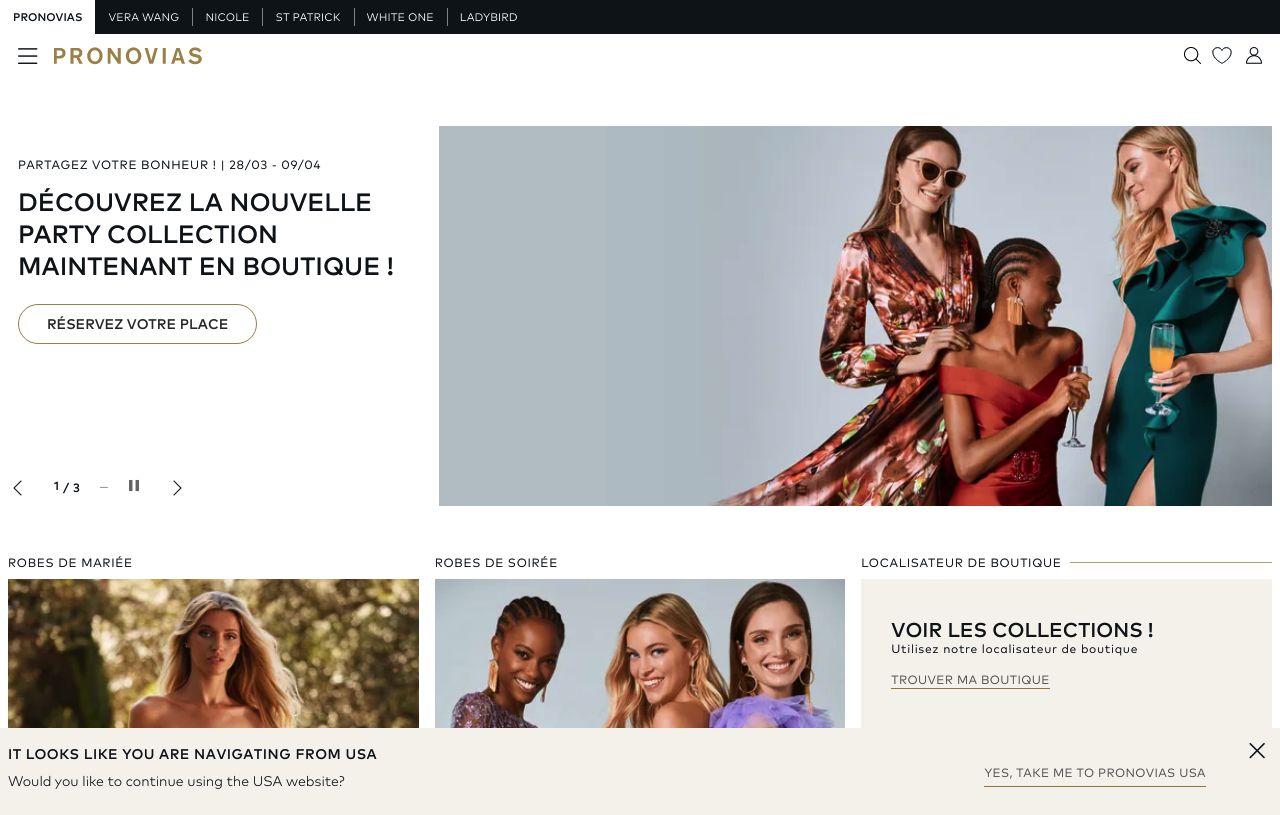 PRONOVIAS
VERA WANG
NICOLE
ST PATRICK
WHITE ONE
LADYBIRD
PRONOVIAS
PARTAGEZ VOTRE BONHEUR ! | 28/03 - 09/04
DÉCOUVREZ LA NOUVELLE
PARTY COLLECTION
MAINTENANT EN BOUTIQUE !
RÉSERVEZ VOTRE PLACE
1 / 3
ROBES DE MARIÉE
ROBES DE SOIRÉE
LOCALISATEUR DE BOUTIQUE
VOIR LES COLLECTIONS !
Utilisez notre localisateur de boutique
TROUVER MA BOUTIQUE
IT LOOKS LIKE YOU ARE NAVIGATING FROM USA
Would you like to continue using the USA website?
YES, TAKE ME TO PRONOVIAS USA